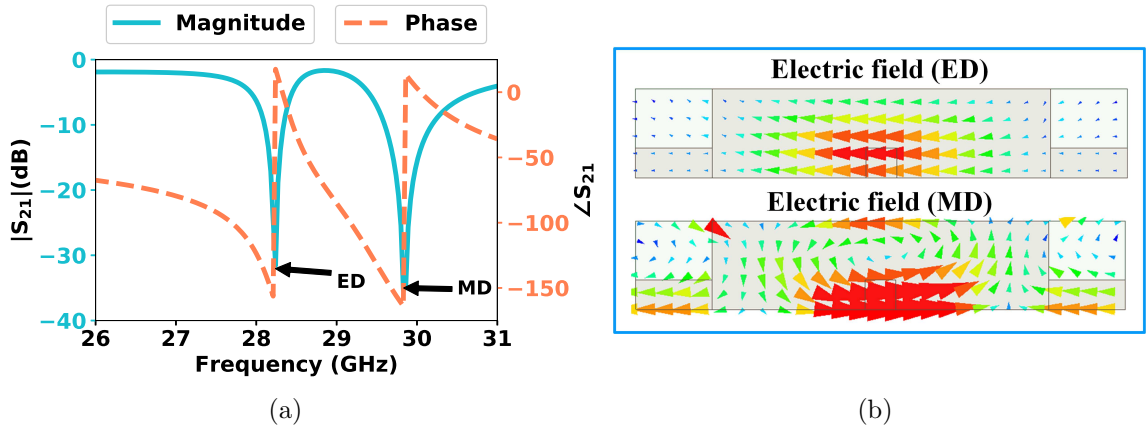 Magnitude
Phase
0
−10
−20
−30
−40
|S21|(dB)
26
27
28
29
30
31
Frequency (GHz)
0
−50
−100
−150
∠S21
ED
MD
(a)
Electric field (ED)
Electric field (MD)
(b)